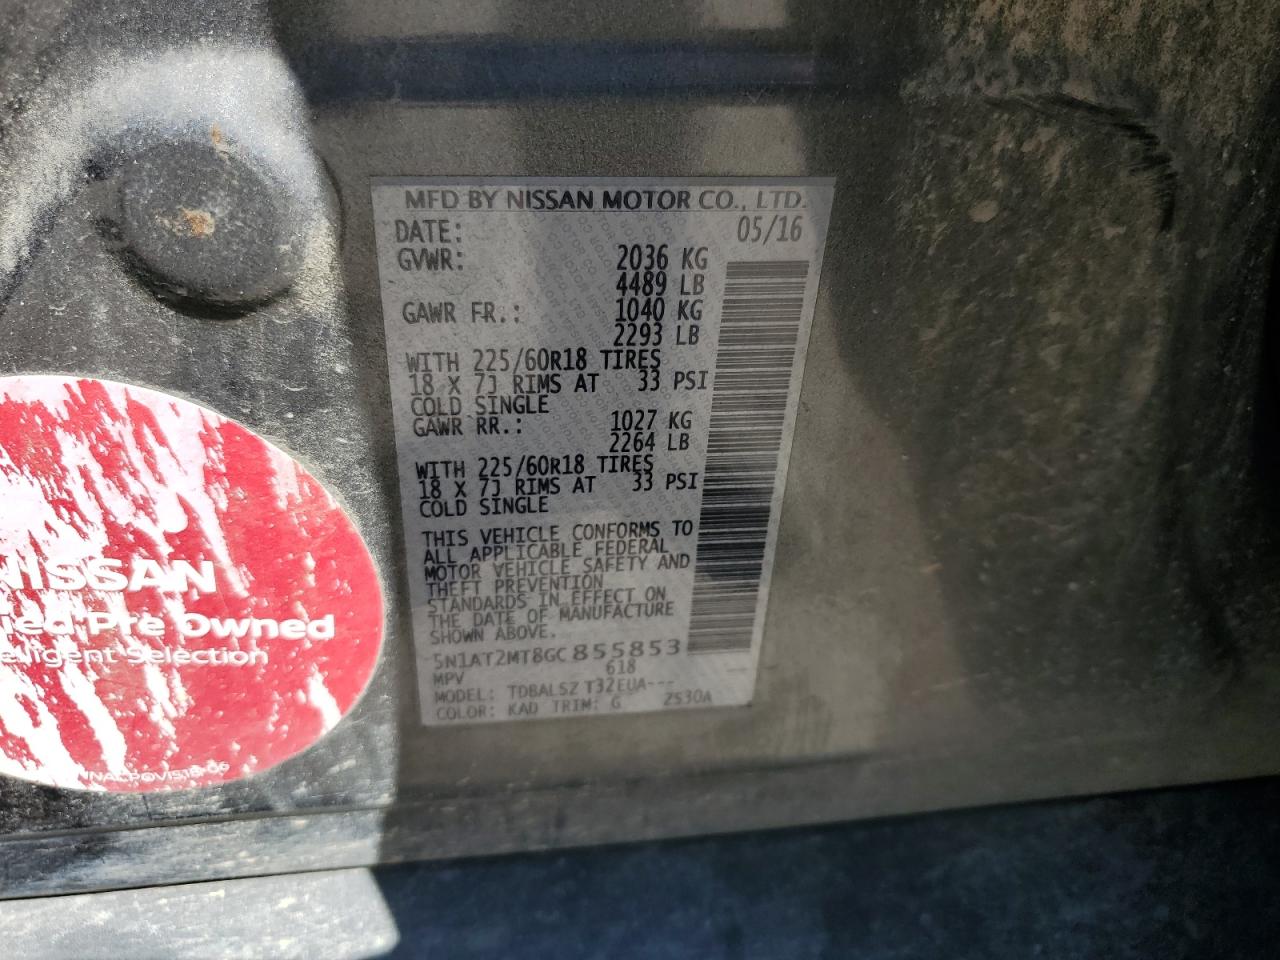 MFD BY NISSAN MOTOR CO., LTD.
DATE: 05/16
GVWR: 2036 KG
4489 LB
GAWR FR.: 1040 KG
2293 LB
WITH 225/60R18 TIRES
18 X 7J RIMS AT 33 PSI
COLD SINGLE
GAWR RR.: 1027 KG
2264 LB
WITH 225/60R18 TIRES
18 X 7J RIMS AT 33 PSI
COLD SINGLE
THIS VEHICLE CONFORMS TO
ALL APPLICABLE FEDERAL
MOTOR VEHICLE SAFETY AND
THEFT PREVENTION
STANDARDS IN EFFECT ON
THE DATE OF MANUFACTURE
SHOWN ABOVE.
5N1AT2MT8GC855853
MPV 618
MODEL: TDBALSZ T32EUA---
COLOR: KAD TRIM: G ZS30A
NISSAN
ied Pre Owned
elligent Selection